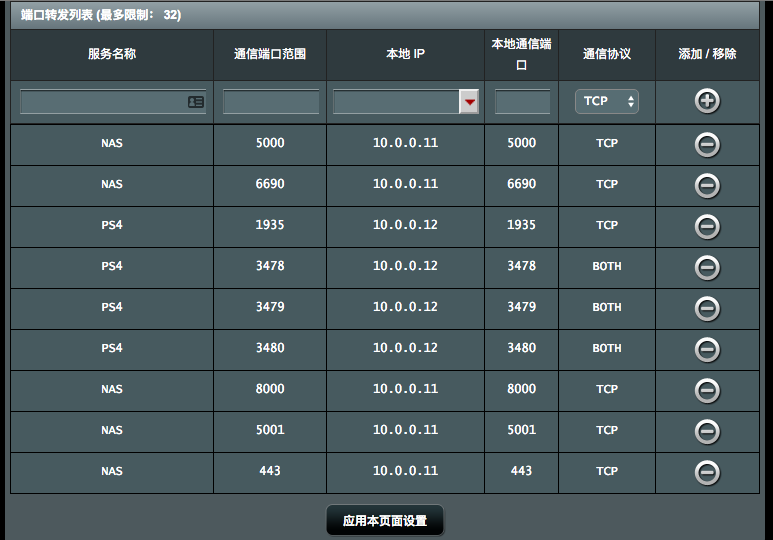 端口转发列表 (最多限制： 32)
服务名称 通信端口范围 本地 IP 本地通信端口 通信协议 添加 / 移除
TCP
NAS 5000 10.0.0.11 5000 TCP
NAS 6690 10.0.0.11 6690 TCP
PS4 1935 10.0.0.12 1935 TCP
PS4 3478 10.0.0.12 3478 BOTH
PS4 3479 10.0.0.12 3479 BOTH
PS4 3480 10.0.0.12 3480 BOTH
NAS 8000 10.0.0.11 8000 TCP
NAS 5001 10.0.0.11 5001 TCP
NAS 443 10.0.0.11 443 TCP
应用本页面设置